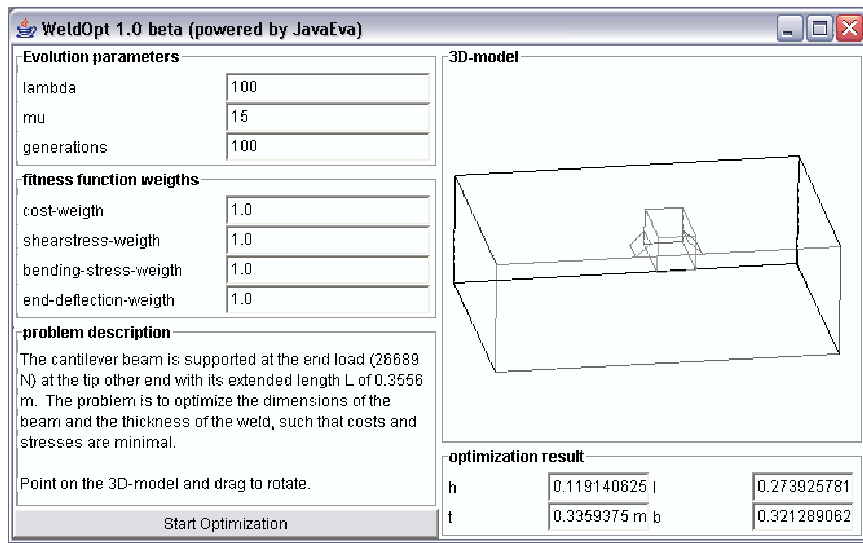 WeldOpt 1.0 beta (powered by JavaEva)
Evolution parameters
lambda 100
mu 15
generations 100
fitness function weigths
cost-weigth 1.0
shearstress-weigth 1.0
bending-stress-weigth 1.0
end-deflection-weigth 1.0
problem description
The cantilever beam is supported at the end load (26689
N) at the tip other end with its extended length L of 0.3556
m. The problem is to optimize the dimensions of the
beam and the thickness of the weld, such that costs and
stresses are minimal.
Point on the 3D-model and drag to rotate.
Start Optimization
3D-model
optimization result
h 0.119140625 l 0.273925781
t 0.3359375 m b 0.321289062